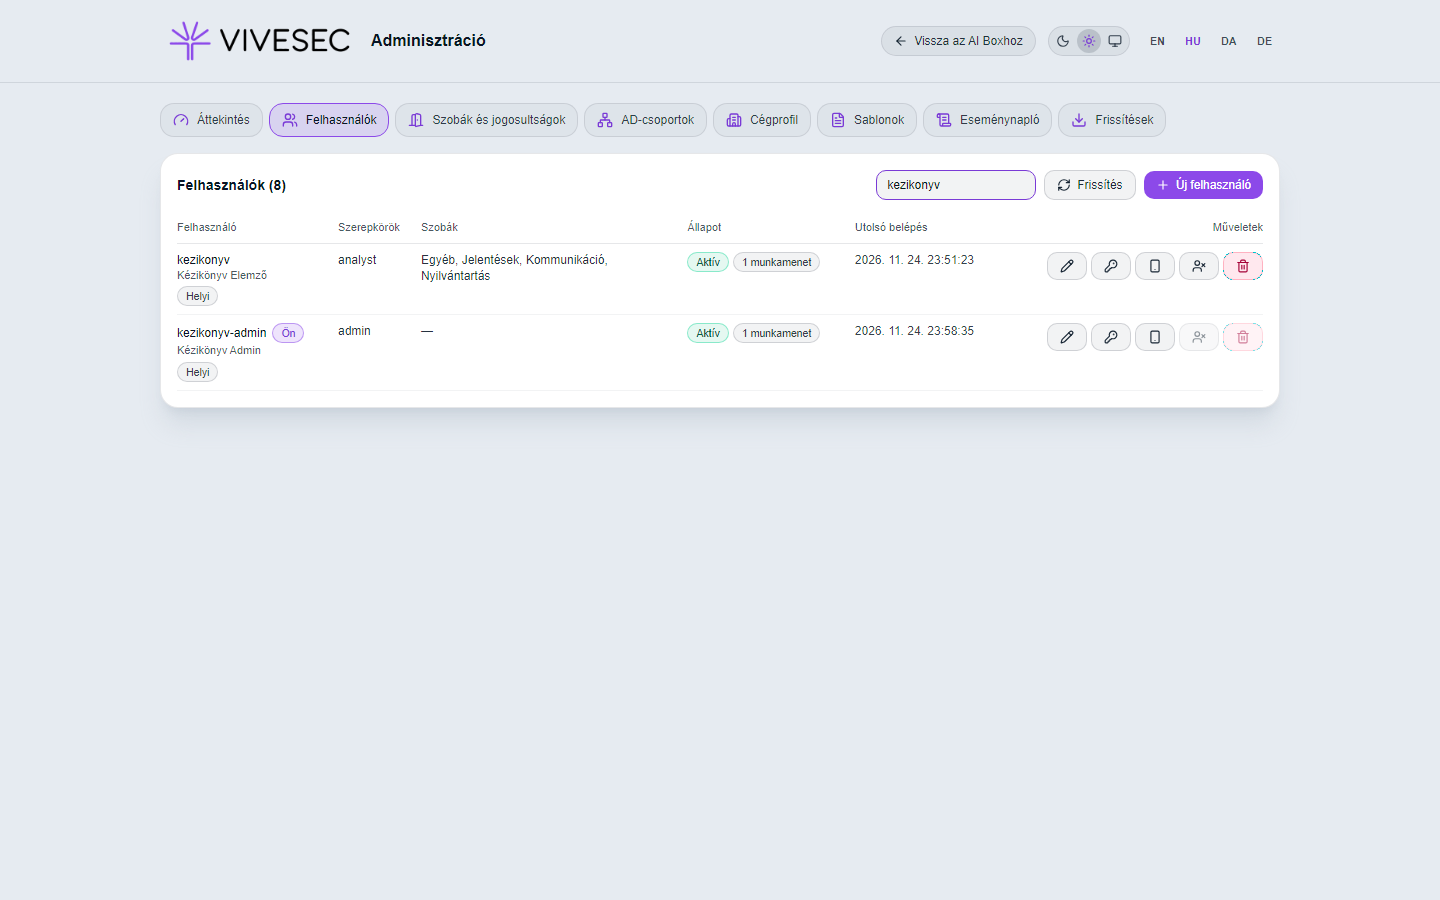 VIVESEC Adminisztráció
Vissza az AI Boxhoz
EN HU DA DE
Áttekintés Felhasználók Szobák és jogosultságok AD-csoportok Cégprofil Sablonok Eseménynapló Frissítések
Felhasználók (8)
kezikonyv Frissítés Új felhasználó
Felhasználó Szerepkörök Szobák Állapot Utolsó belépés Műveletek
kezikonyv analyst Egyéb, Jelentések, Kommunikáció, Aktív 1 munkamenet 2026. 11. 24. 23:51:23
Kézikönyv Elemző Nyilvántartás
Helyi
kezikonyv-admin Ön admin — Aktív 1 munkamenet 2026. 11. 24. 23:58:35
Kézikönyv Admin
Helyi